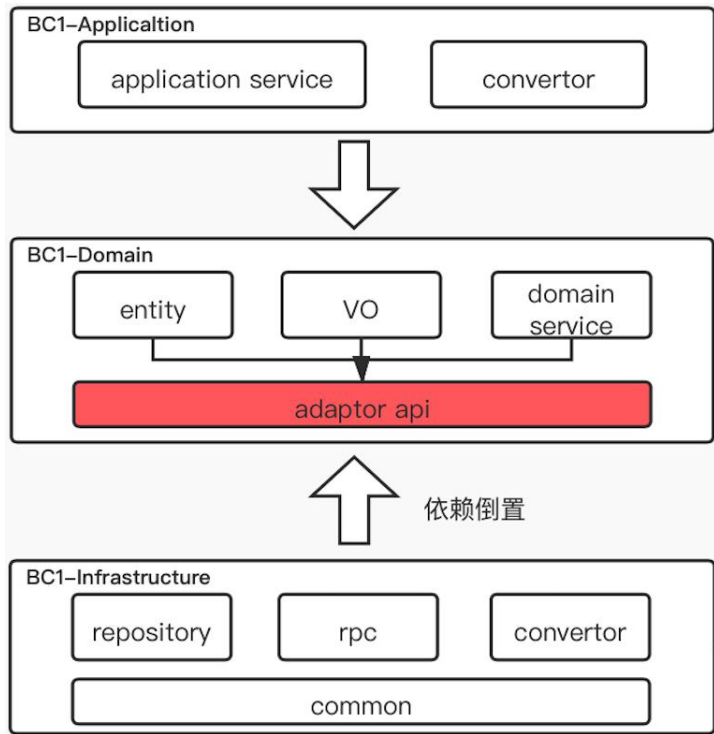 BC1-Applicaltion
application service
convertor
BC1-Domain
entity
VO
domain
service
adaptor api
依赖倒置
BC1-Infrastructure
repository
rpc
convertor
common